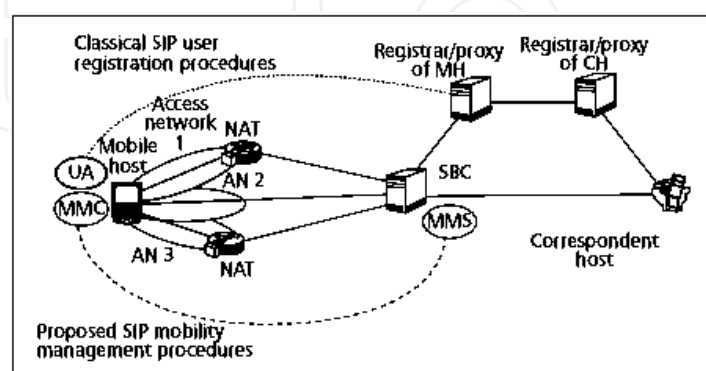 Classical SIP user
registration procedures
Registrar/proxy
of MH
Registrar/proxy
of CH
Access
network
1
NAT
Mobile
host
UA
AN 2
SBC
MMC
MMS
AN 3
NAT
Correspondent
host
Proposed SIP mobility
management procedures